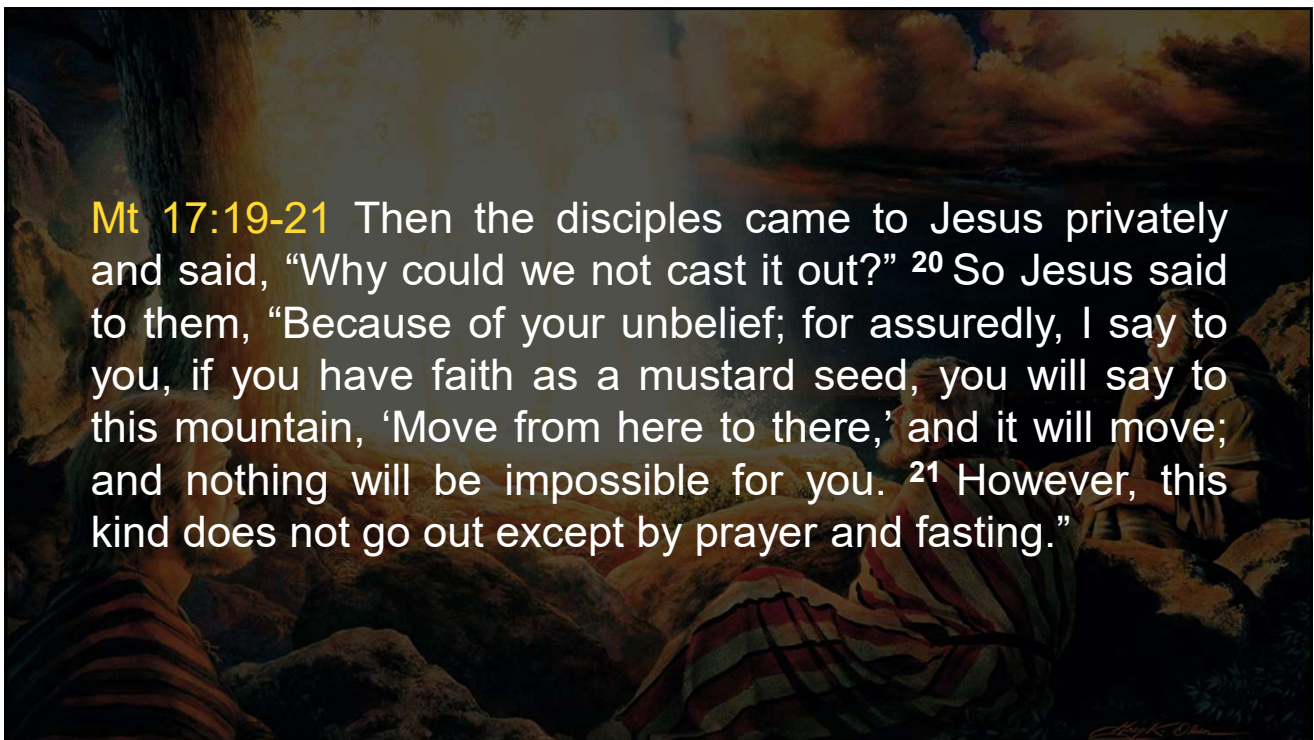 Mt 17:19-21 Then the disciples came to Jesus privately
and said, “Why could we not cast it out?” 20 So Jesus said
to them, “Because of your unbelief; for assuredly, I say to
you, if you have faith as a mustard seed, you will say to
this mountain, ‘Move from here to there,’ and it will move;
and nothing will be impossible for you. 21 However, this
kind does not go out except by prayer and fasting.”